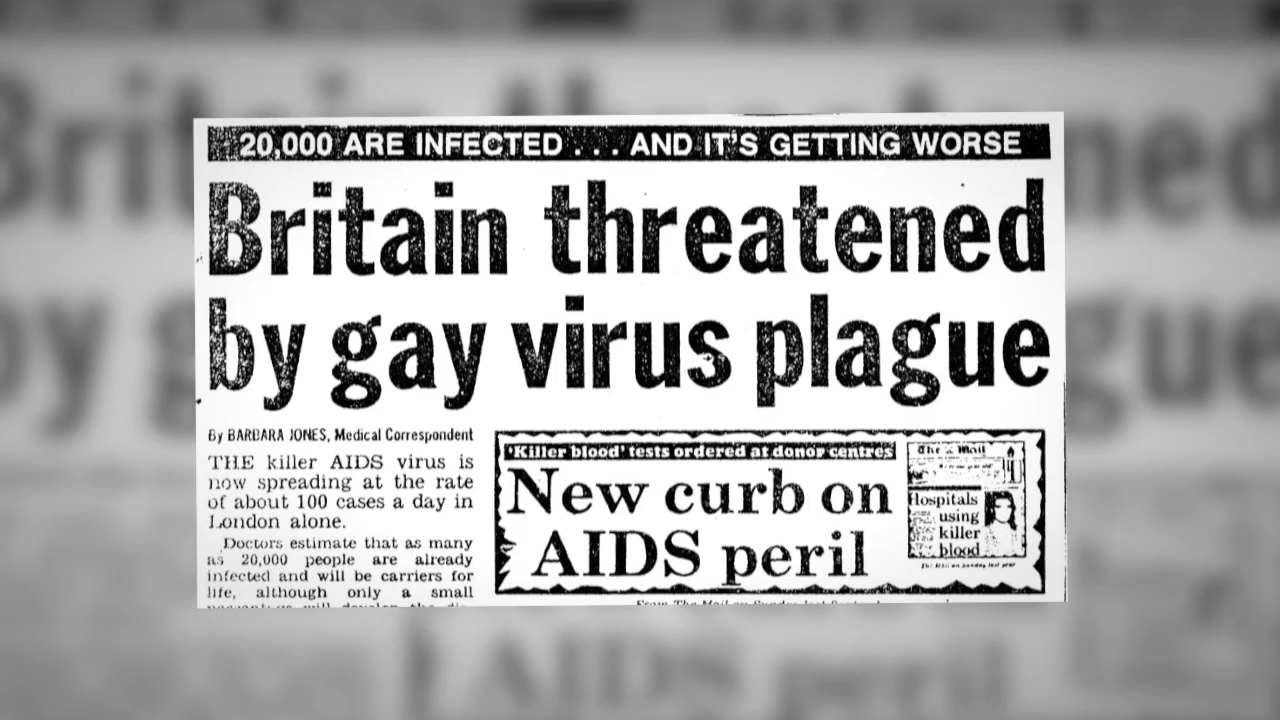 20,000 ARE INFECTED . . . AND IT'S GETTING WORSE
Britain threatened
by gay virus plague
By BARBARA JONES, Medical Correspondent
THE killer AIDS virus is
now spreading at the rate
of about 100 cases a day in
London alone.
Doctors estimate that as many
as 20,000 people are already
infected and will be carriers for
life, although only a small
'Killer blood' tests ordered at donor centres
New curb on
AIDS peril
The Mail
Hospitals
using
killer
blood